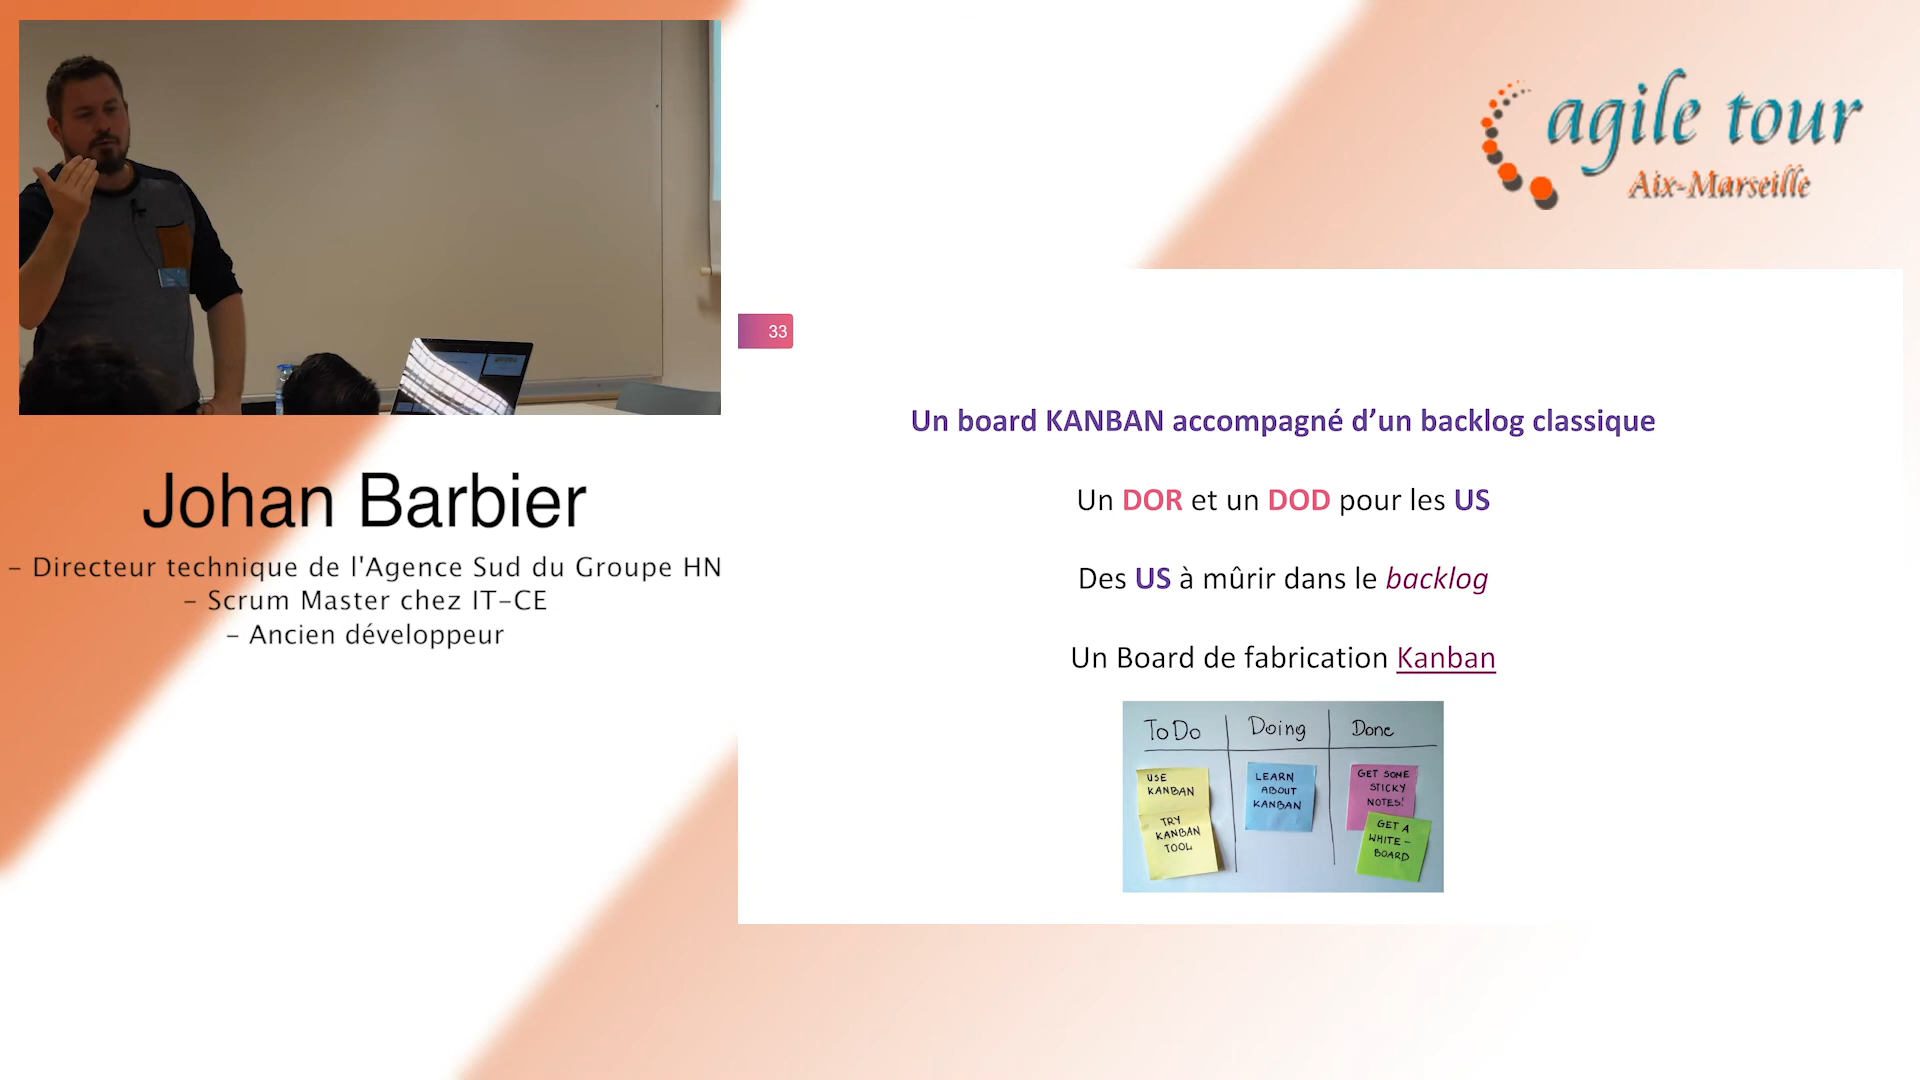 agile tour
Aix-Marseille
33
Un board KANBAN accompagné d’un backlog classique
Un DOR et un DOD pour les US
Des US à mûrir dans le backlog
Un Board de fabrication Kanban
To Do
Doing
Done
USE
KANBAN
TRY
KANBAN
TOOL
LEARN
ABOUT
KANBAN
GET SOME
STICKY
NOTES!
GET A
WHITE-
BOARD
Johan Barbier
- Directeur technique de l'Agence Sud du Groupe HN
- Scrum Master chez IT-CE
- Ancien développeur